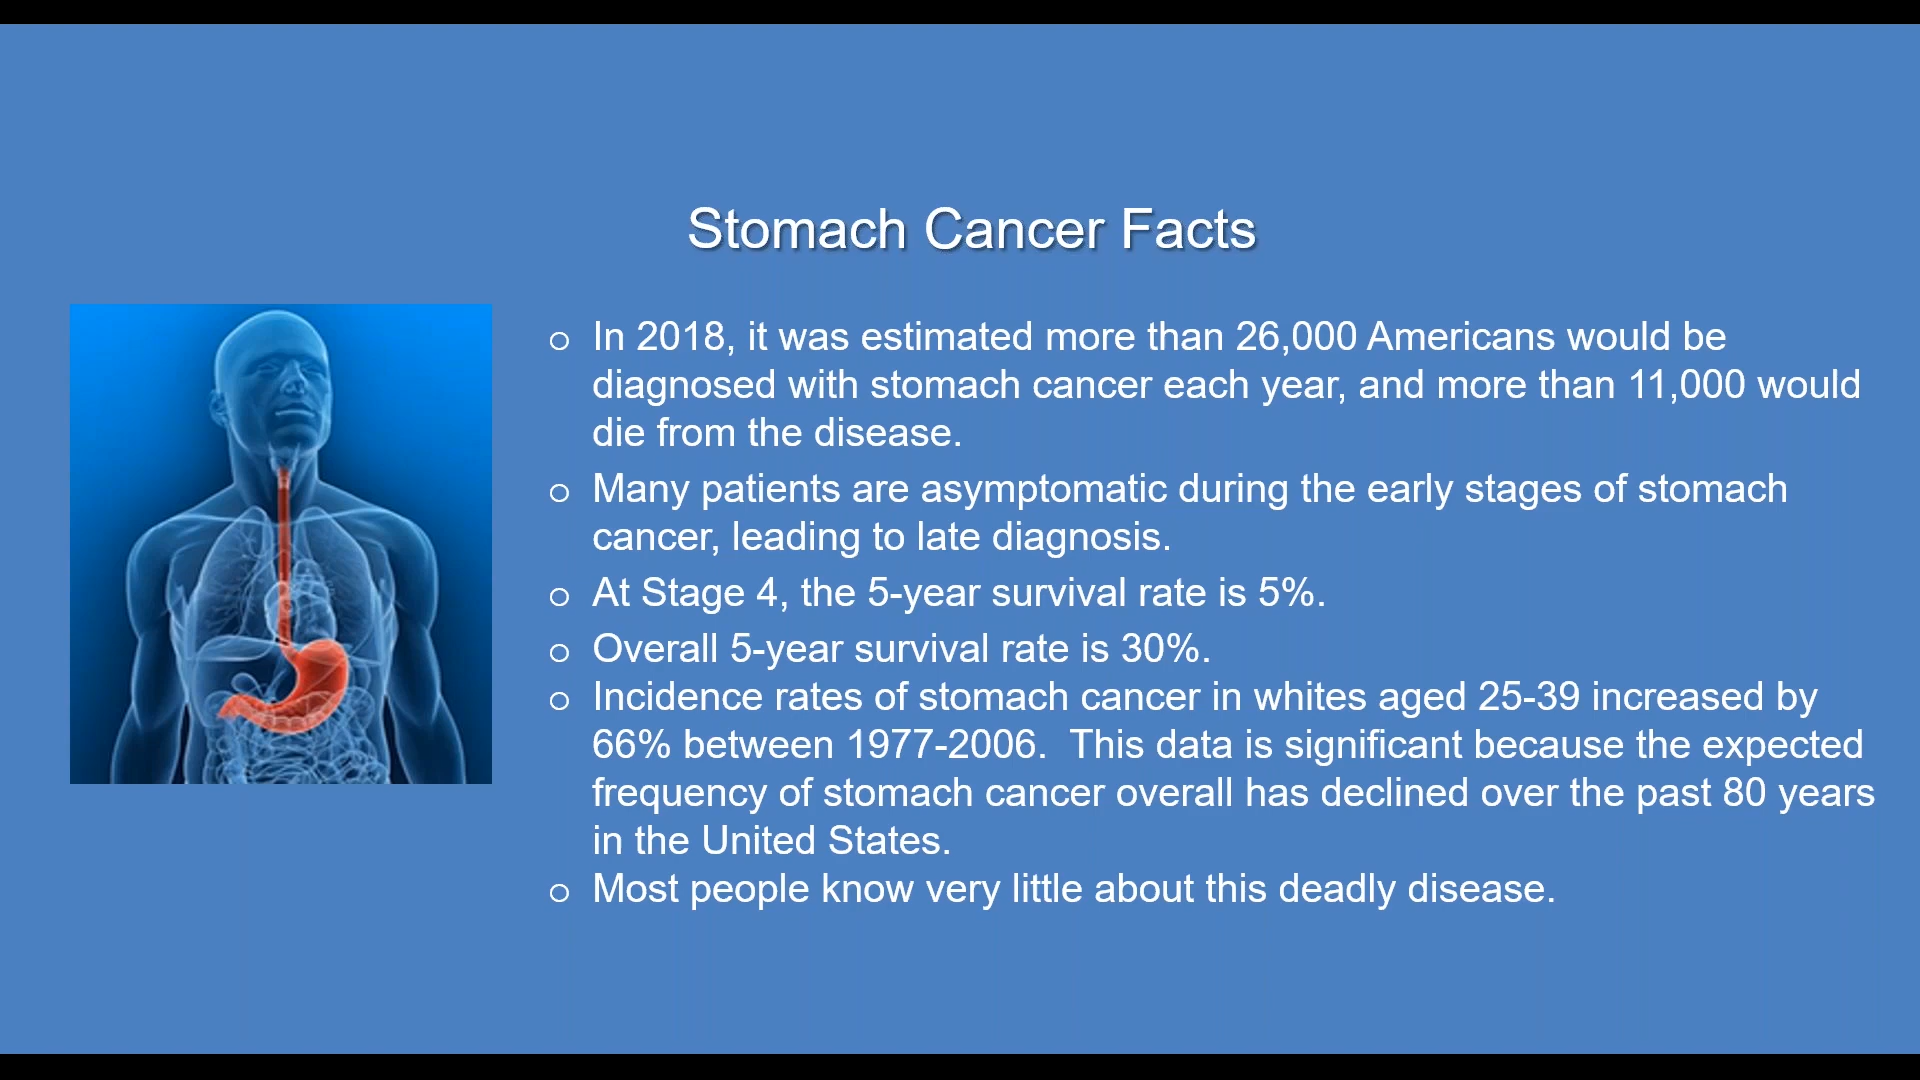 Stomach Cancer Facts
o In 2018, it was estimated more than 26,000 Americans would be
diagnosed with stomach cancer each year, and more than 11,000 would
die from the disease.
o Many patients are asymptomatic during the early stages of stomach
cancer, leading to late diagnosis.
o At Stage 4, the 5-year survival rate is 5%.
o Overall 5-year survival rate is 30%.
o Incidence rates of stomach cancer in whites aged 25-39 increased by
66% between 1977-2006.  This data is significant because the expected
frequency of stomach cancer overall has declined over the past 80 years
in the United States.
o Most people know very little about this deadly disease.